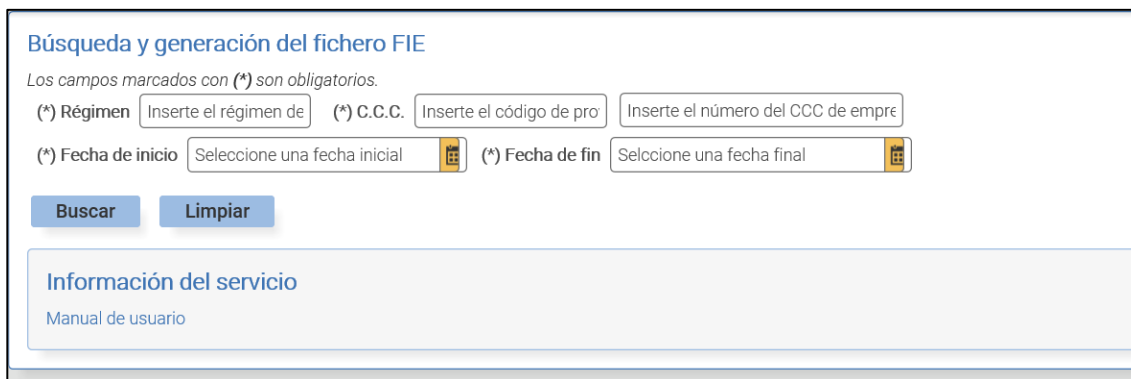 Búsqueda y generación del fichero FIE
Los campos marcados con (*) son obligatorios.
(*) Régimen Inserte el régimen de (*) C.C.C. Inserte el código de pro Inserte el número del CCC de empre
(*) Fecha de inicio Seleccione una fecha inicial (*) Fecha de fin Selccione una fecha final
Buscar Limpiar
Información del servicio
Manual de usuario